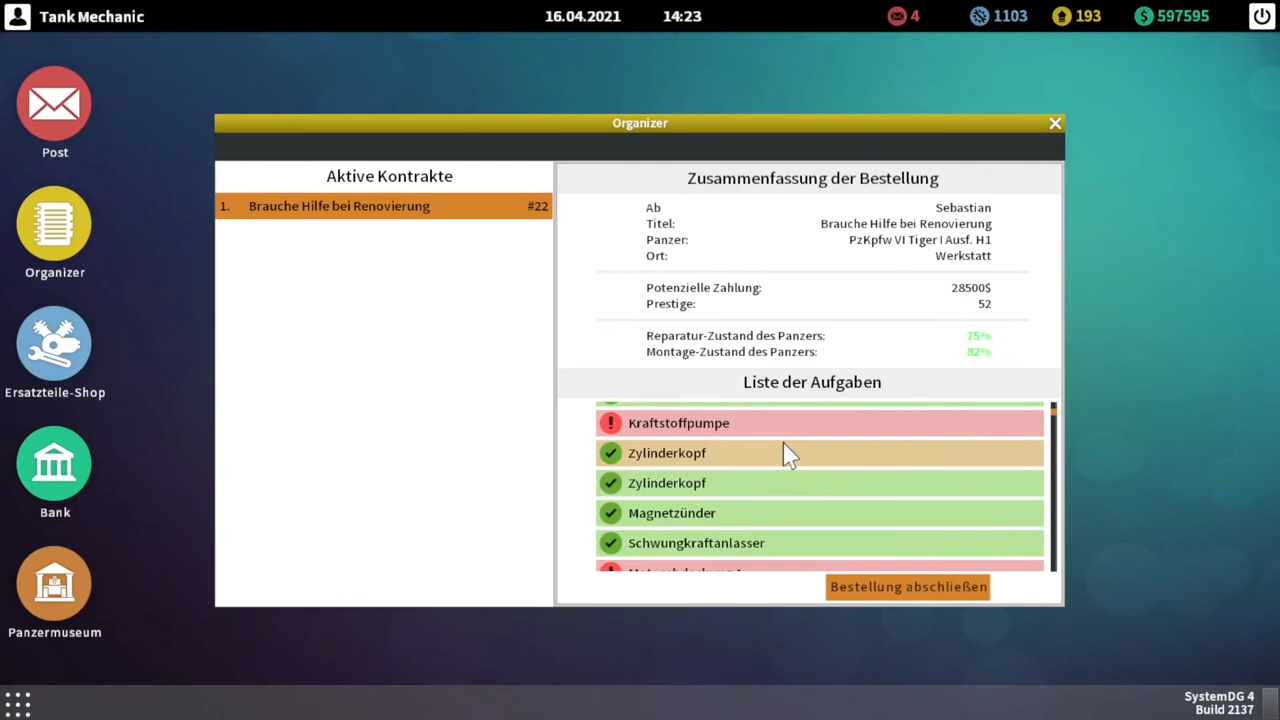 Tank Mechanic
16.04.2021
14:23
4
1103
193
597595
Post
Organizer
Ersatzteile-Shop
Bank
Panzermuseum
Organizer
Aktive Kontrakte
1. Brauche Hilfe bei Renovierung #22
Zusammenfassung der Bestellung
Ab Sebastian
Titel: Brauche Hilfe bei Renovierung
Panzer: PzKpfw VI Tiger I Ausf. H1
Ort: Werkstatt
Potenzielle Zahlung: 28500$
Prestige: 52
Reparatur-Zustand des Panzers: 75%
Montage-Zustand des Panzers: 82%
Liste der Aufgaben
Kraftstoffpumpe
Zylinderkopf
Zylinderkopf
Magnetzünder
Schwungkraftanlasser
Bestellung abschließen
SystemDG 4
Build 2137